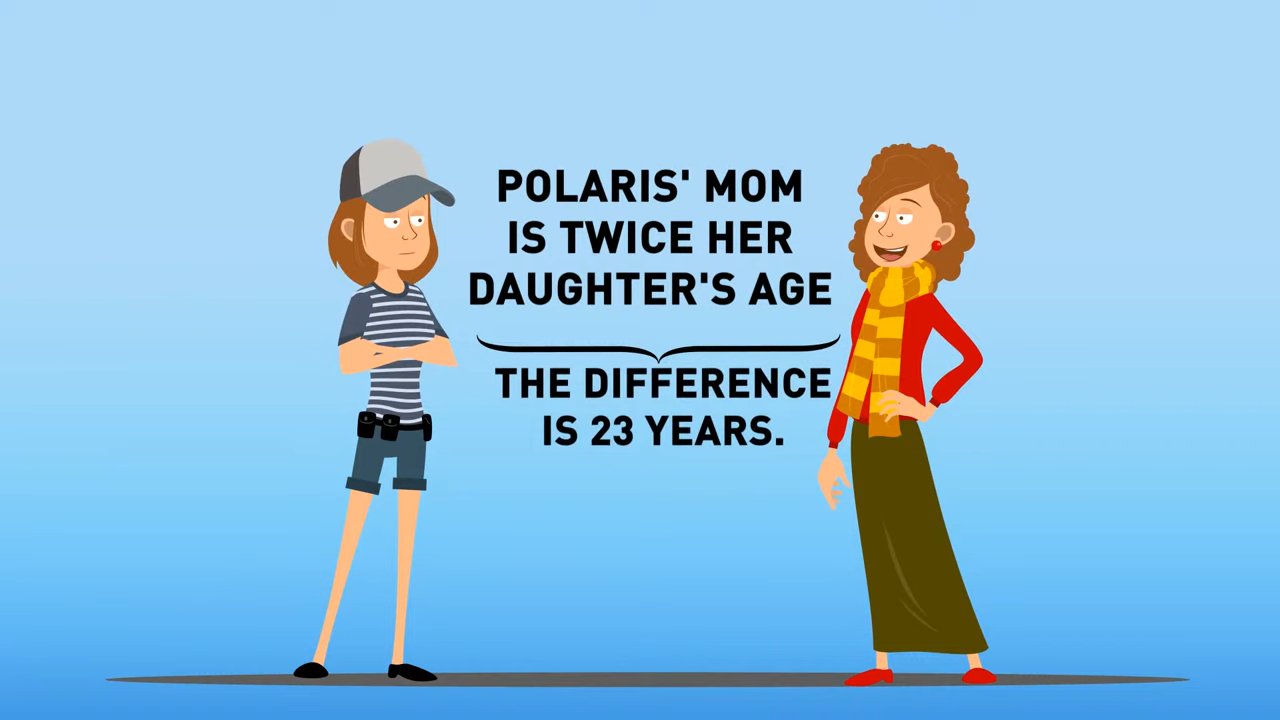 POLARIS' MOM
IS TWICE HER
DAUGHTER'S AGE
THE DIFFERENCE
IS 23 YEARS.